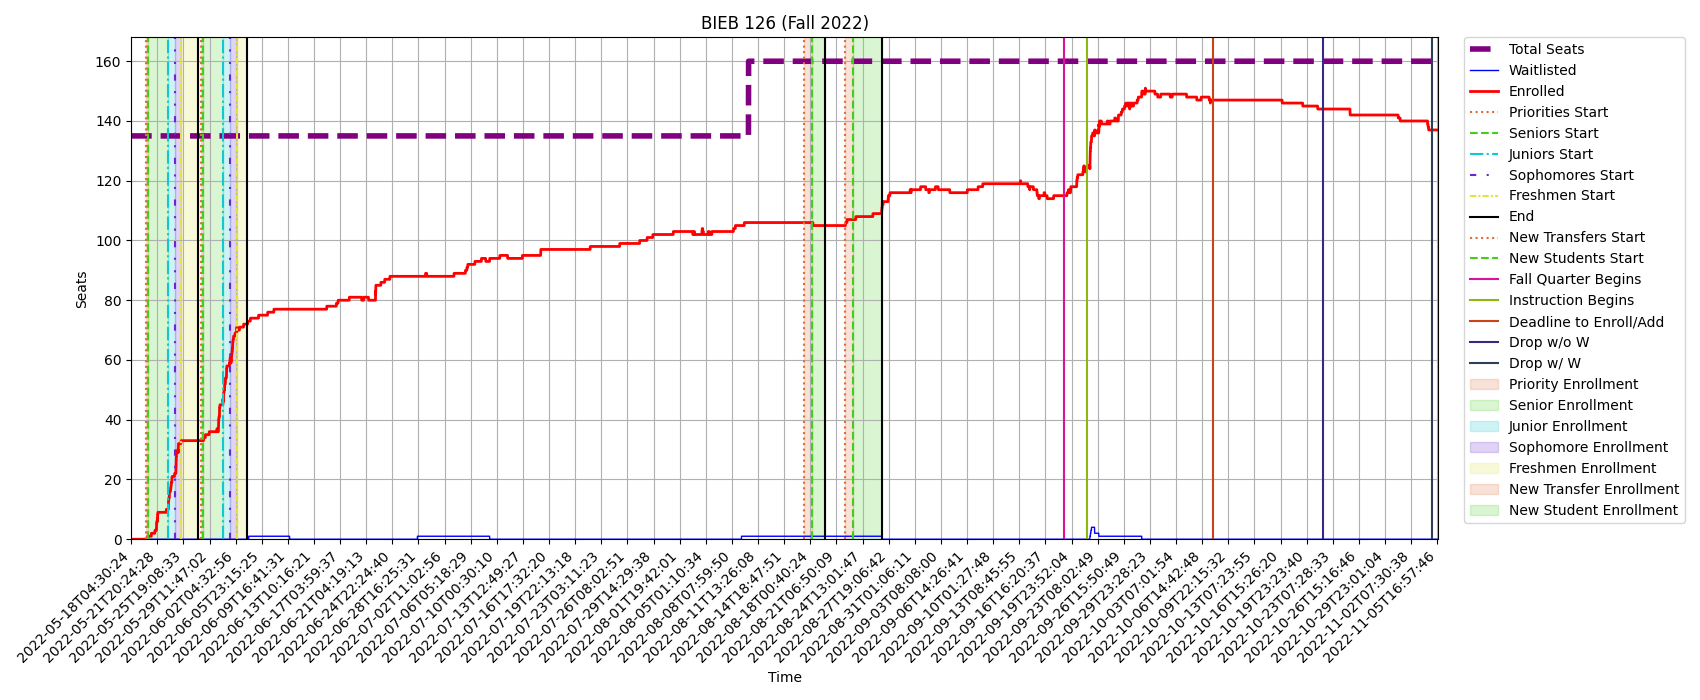 BIEB 126 (Fall 2022)
Seats
160
140
120
100
80
60
40
20
0
2022-05-18T04:30:24
2022-05-21T20:24:28
2022-05-25T19:08:33
2022-05-29T11:47:02
2022-06-02T04:32:56
2022-06-05T23:15:25
2022-06-09T16:41:31
2022-06-13T10:16:21
2022-06-17T03:59:37
2022-06-21T04:19:13
2022-06-24T22:24:40
2022-06-28T16:25:31
2022-07-02T11:02:56
2022-07-06T05:18:29
2022-07-10T00:30:10
2022-07-13T12:49:27
2022-07-16T17:32:20
2022-07-19T22:13:18
2022-07-23T03:11:23
2022-07-26T08:02:51
2022-07-29T14:29:38
2022-08-01T19:42:01
2022-08-05T01:10:34
2022-08-08T07:59:50
2022-08-11T13:26:08
2022-08-14T18:47:51
2022-08-18T00:40:24
2022-08-21T06:50:09
2022-08-24T13:01:47
2022-08-27T19:06:42
2022-08-31T01:06:11
2022-09-03T08:08:00
2022-09-06T14:26:41
2022-09-10T01:27:48
2022-09-13T08:45:55
2022-09-16T16:20:37
2022-09-19T23:52:04
2022-09-23T08:02:49
2022-09-26T15:50:49
2022-09-29T23:28:23
2022-10-03T07:01:54
2022-10-06T14:42:48
2022-10-09T22:15:32
2022-10-13T07:23:55
2022-10-16T15:26:20
2022-10-19T23:23:40
2022-10-23T07:28:33
2022-10-26T15:16:46
2022-10-29T23:01:04
2022-11-02T07:30:38
2022-11-05T16:57:46
Time
Total Seats
Waitlisted
Enrolled
Priorities Start
Seniors Start
Juniors Start
Sophomores Start
Freshmen Start
End
New Transfers Start
New Students Start
Fall Quarter Begins
Instruction Begins
Deadline to Enroll/Add
Drop w/o W
Drop w/ W
Priority Enrollment
Senior Enrollment
Junior Enrollment
Sophomore Enrollment
Freshmen Enrollment
New Transfer Enrollment
New Student Enrollment